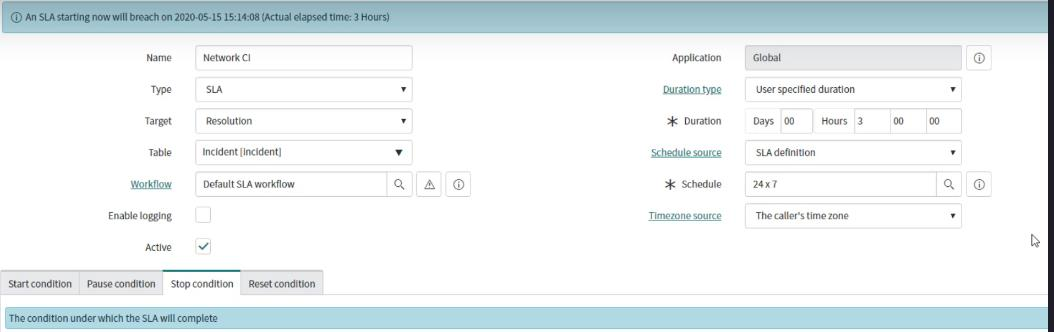 An SLA starting now will breach on 2020-05-15 15:14:08 (Actual elapsed time: 3 Hours)
Name Network CI
Application Global
Type SLA
Duration type User specified duration
Target Resolution
Duration Days 00 Hours 3 00 00
Table Incident [incident]
Schedule source SLA definition
Workflow Default SLA workflow
Schedule 24 x 7
Enable logging
Timezone source The caller's time zone
Active
Start condition Pause condition Stop condition Reset condition
The condition under which the SLA will complete